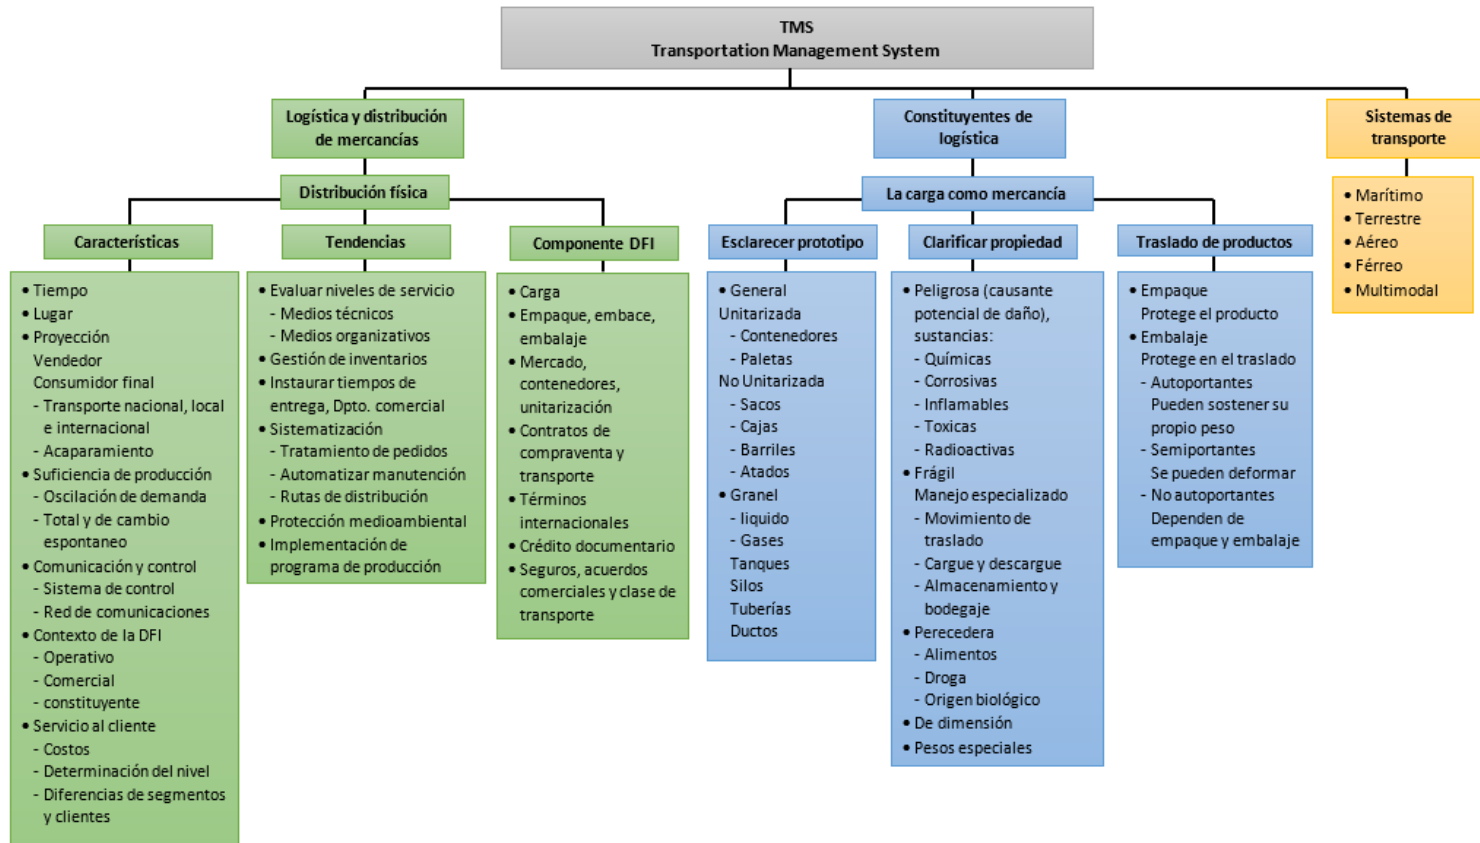 TMS
Transportation Management System
Logística y distribución
de mercancías
Constituyentes de
logística
Sistemas de
transporte
Distribución física
La carga como mercancía
• Marítimo
• Terrestre
• Aéreo
• Férreo
• Multimodal
Características
Tendencias
Componente DFI
Esclarecer prototipo
Clarificar propiedad
Traslado de productos
• Tiempo
• Lugar
• Proyección
Vendedor
Consumidor final
- Transporte nacional, local
e internacional
- Acaparamiento
• Suficiencia de producción
- Oscilación de demanda
- Total y de cambio
espontaneo
• Comunicación y control
- Sistema de control
- Red de comunicaciones
• Contexto de la DFI
- Operativo
- Comercial
- constituyente
• Servicio al cliente
- Costos
- Determinación del nivel
- Diferencias de segmentos
y clientes
• Evaluar niveles de servicio
- Medios técnicos
- Medios organizativos
• Gestión de inventarios
• Instaurar tiempos de
entrega, Dpto. comercial
• Sistematización
- Tratamiento de pedidos
- Automatizar manutención
- Rutas de distribución
• Protección medioambiental
• Implementación de
programa de producción
• Carga
• Empaque, embace,
embalaje
• Mercado,
contenedores,
unitarización
• Contratos de
compraventa y
transporte
• Términos
internacionales
• Crédito documentario
• Seguros, acuerdos
comerciales y clase de
transporte
• General
Unitarizada
- Contenedores
- Paletas
No Unitarizada
- Sacos
- Cajas
- Barriles
- Atados
• Granel
- liquido
- Gases
Tanques
Silos
Tuberías
Ductos
• Peligrosa (causante
potencial de daño),
sustancias:
- Químicas
- Corrosivas
- Inflamables
- Toxicas
- Radioactivas
• Frágil
Manejo especializado
- Movimiento de
traslado
- Cargue y descargue
- Almacenamiento y
bodegaje
• Perecedera
- Alimentos
- Droga
- Origen biológico
• De dimensión
• Pesos especiales
• Empaque
Protege el producto
• Embalaje
Protege en el traslado
- Autoportantes
Pueden sostener su
propio peso
- Semiportantes
Se pueden deformar
- No autoportantes
Dependen de
empaque y embalaje